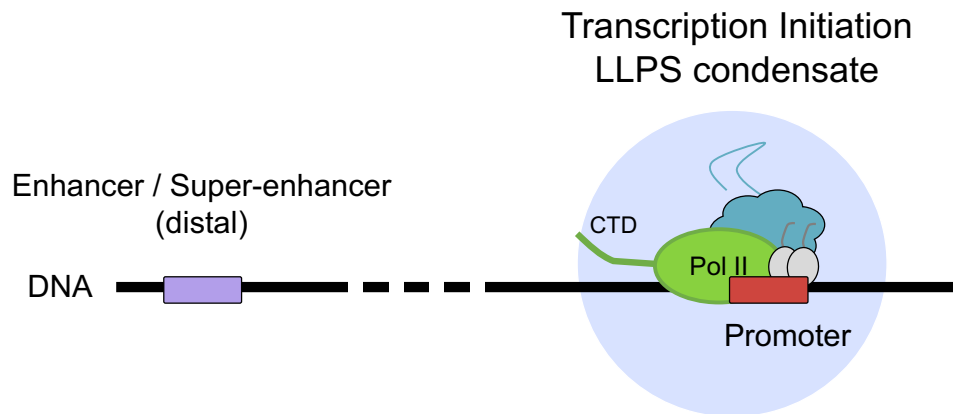 Transcription Initiation
LLPS condensate
Enhancer / Super-enhancer
(distal)
CTD
Pol II
DNA
Promoter